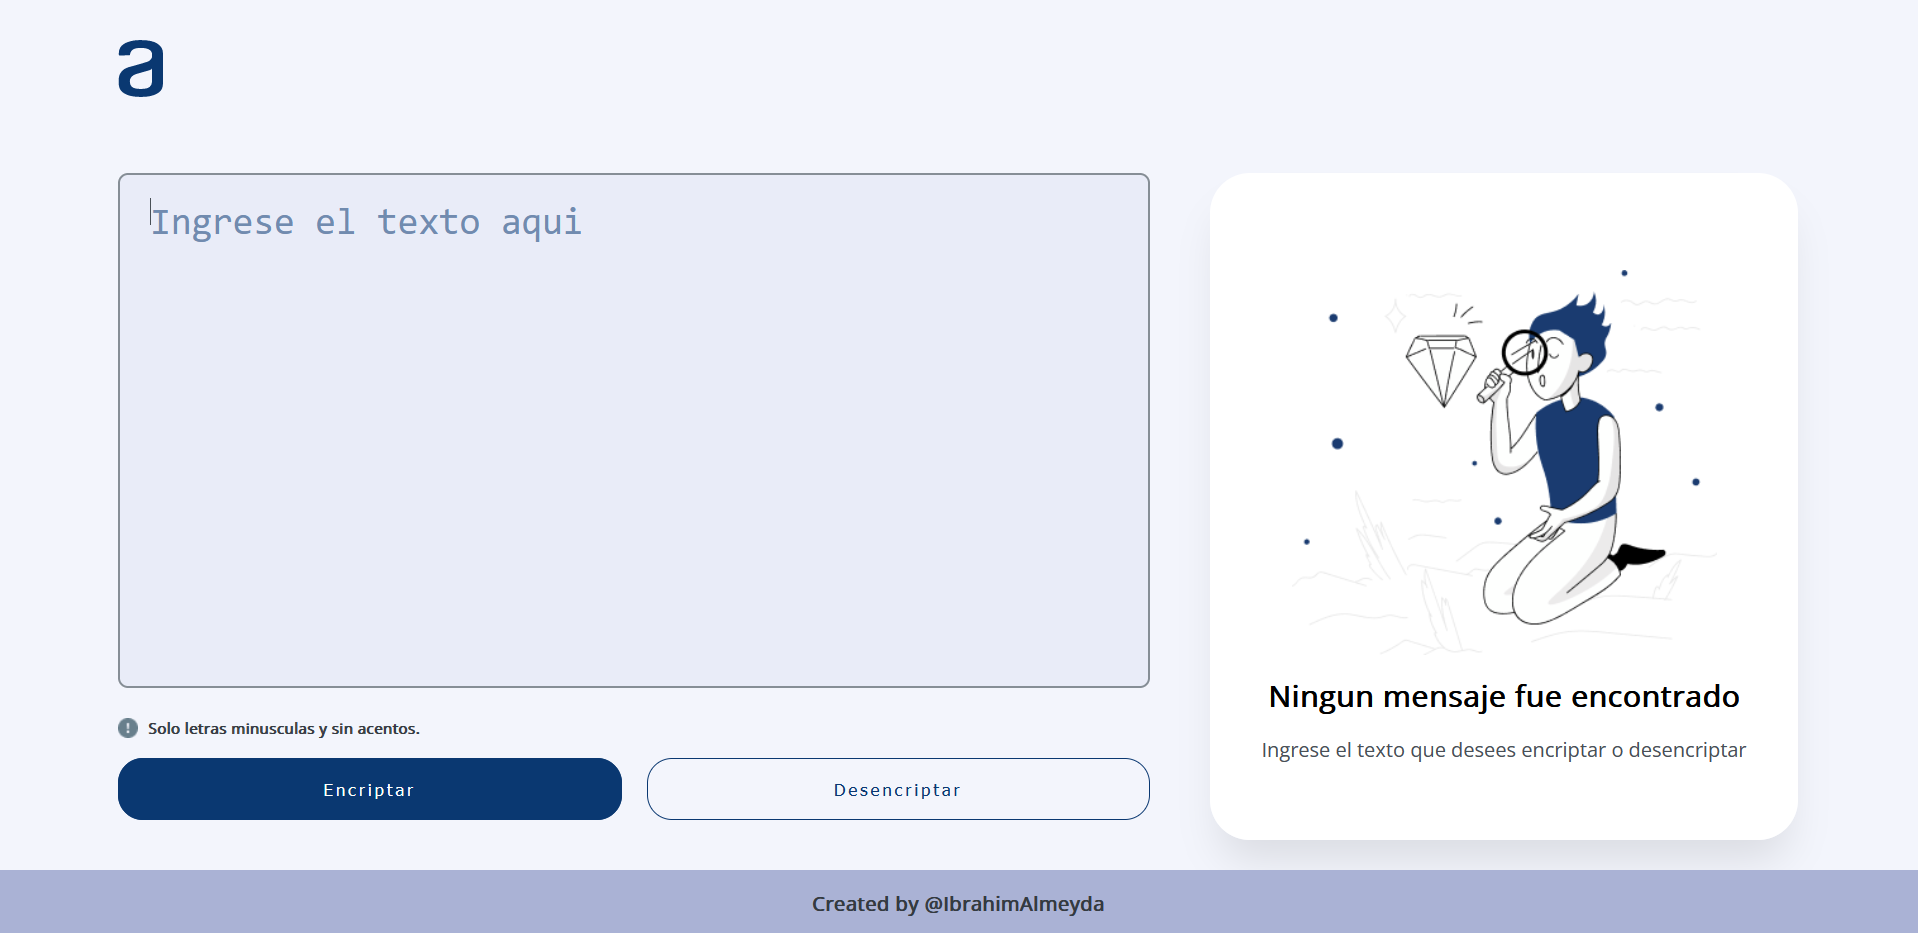 a
Ingrese el texto aqui
Solo letras minusculas y sin acentos.
Encriptar
Desencriptar
Ningun mensaje fue encontrado
Ingrese el texto que desees encriptar o desencriptar
Created by @IbrahimAlmeyda